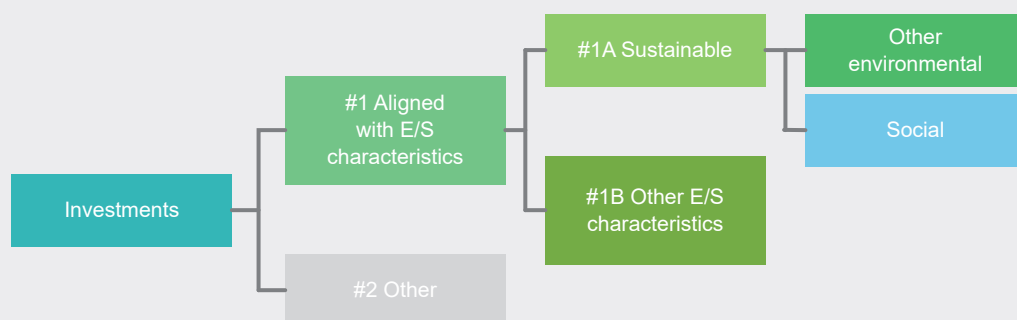 Investments
#1 Aligned
with E/S
characteristics
#2 Other
#1A Sustainable
#1B Other E/S
characteristics
Other
environmental
Social